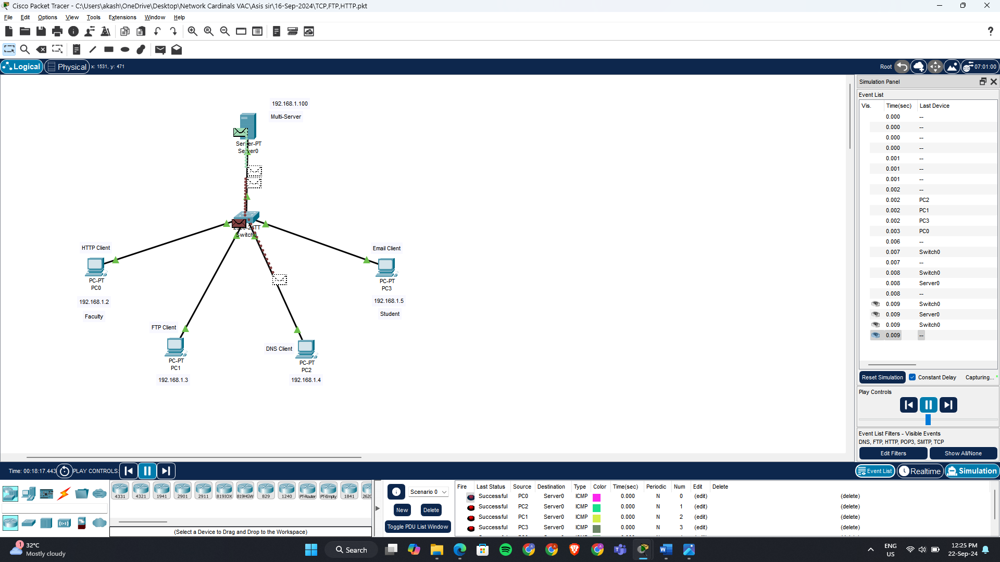 Cisco Packet Tracer - C:\Users\akash\OneDrive\Desktop\Network Cardinals VAC\Asis sir\16-Sep-2024\TCP,FTP,HTTP.pkt
File Edit Options View Tools Extensions Window Help
Logical Physical x: 1531, y: 471 Root 07:01:00
192.168.1.100
Multi-Server
Server-PT
Server0
Switch0
HTTP Client
PC-PT
PC0
192.168.1.2
Faculty
FTP Client
PC-PT
PC1
192.168.1.3
DNS Client
PC-PT
PC2
192.168.1.4
Email Client
PC-PT
PC3
192.168.1.5
Student
Simulation Panel
Event List
Vis. Time(sec) Last Device
0.000 --
0.000 --
0.000 --
0.000 --
0.001 --
0.001 --
0.001 --
0.002 --
0.002 PC2
0.002 PC1
0.002 PC3
0.003 PC0
0.006 --
0.007 Switch0
0.007 --
0.008 Switch0
0.008 Server0
0.008 --
0.009 Switch0
0.009 Server0
0.009 Switch0
0.009 --
Reset Simulation Constant Delay Capturing...
Play Controls
Event List Filters - Visible Events
DNS, FTP, HTTP, POP3, SMTP, TCP
Edit Filters Show All/None
Time: 00:18:17.443 PLAY CONTROLS: Event List Realtime Simulation
4331 4321 1941 2901 2911 819IOX 819HGW 829 1240 PT-Router PT-Empty 1841 2620
(Select a Device to Drag and Drop to the Workspace)
Scenario 0
New Delete
Toggle PDU List Window
Fire Last Status Source Destination Type Color Time(sec) Periodic Num Edit Delete
Successful PC0 Server0 ICMP 0.000 N 0 (edit) (delete)
Successful PC2 Server0 ICMP 0.000 N 1 (edit) (delete)
Successful PC1 Server0 ICMP 0.000 N 2 (edit) (delete)
Successful PC3 Server0 ICMP 0.000 N 3 (edit) (delete)
1
32°C
Mostly cloudy
Search
ENG
US
12:25 PM
22-Sep-24